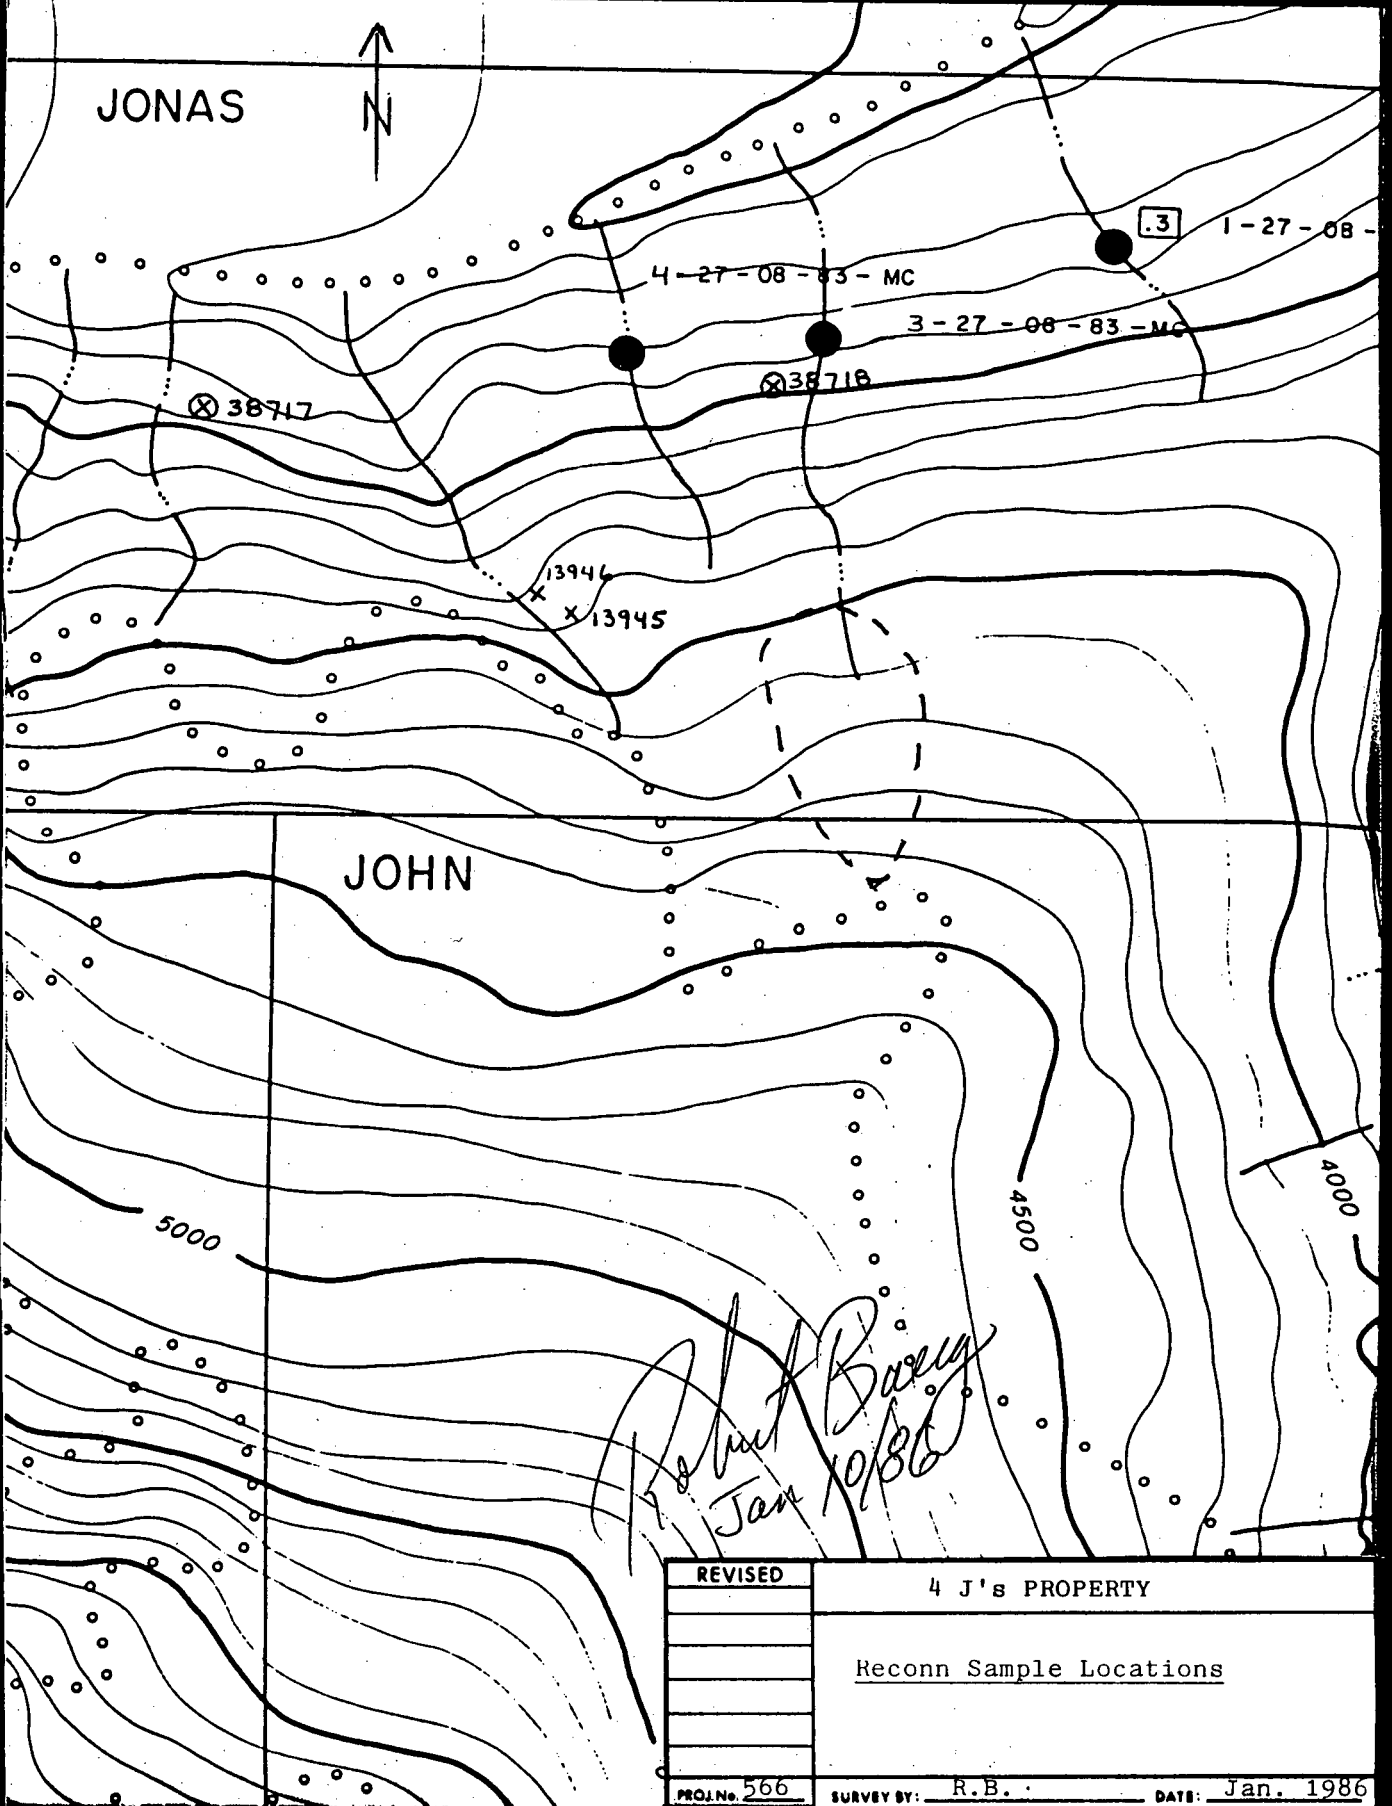 JONAS
N
.3
1-27-08-
4-27-08-83-MC
3-27-08-83-MC
38718
38717
13946
13945
JOHN
4000
4500
5000
Robert
Jan 10/86
REVISED
4 J's PROPERTY
Reconn Sample Locations
PROJ. No. 566
SURVEY BY: R.B.
DATE: Jan. 1986